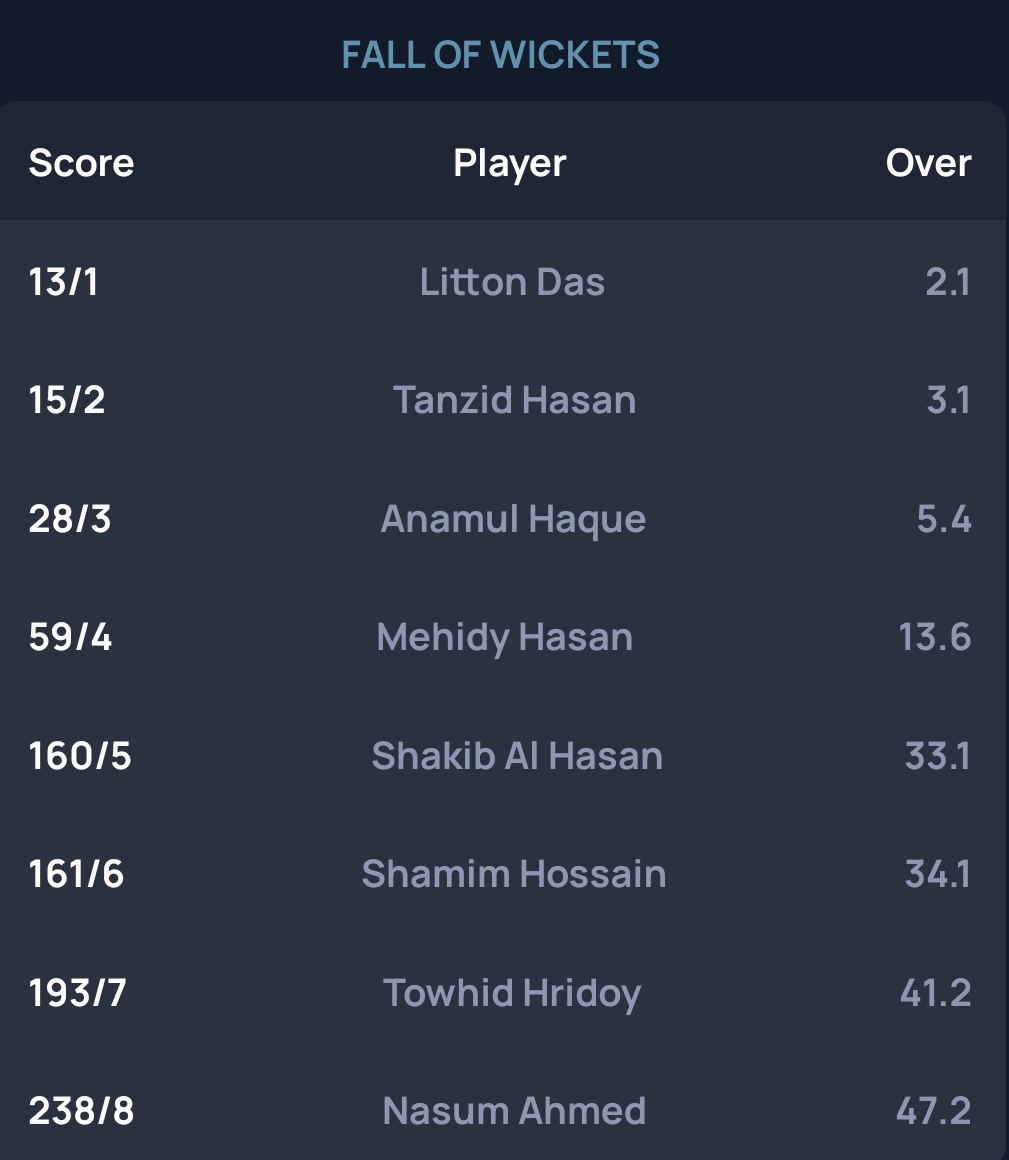 FALL OF WICKETS
Score Player Over
13/1 Litton Das 2.1
15/2 Tanzid Hasan 3.1
28/3 Anamul Haque 5.4
59/4 Mehidy Hasan 13.6
160/5 Shakib Al Hasan 33.1
161/6 Shamim Hossain 34.1
193/7 Towhid Hridoy 41.2
238/8 Nasum Ahmed 47.2